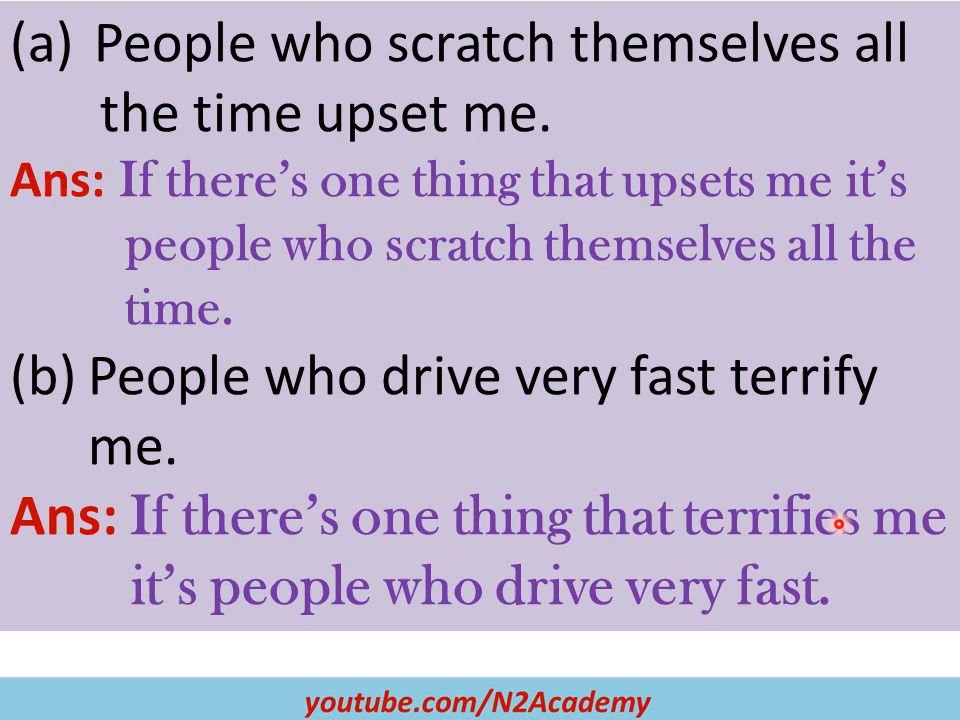 (a) People who scratch themselves all
the time upset me.
Ans: If there's one thing that upsets me it's
people who scratch themselves all the
time.
(b) People who drive very fast terrify
me.
Ans: If there's one thing that terrifies me
it's people who drive very fast.
youtube.com/N2Academy